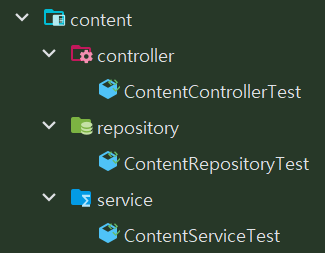 content
controller
ContentControllerTest
repository
ContentRepositoryTest
service
ContentServiceTest